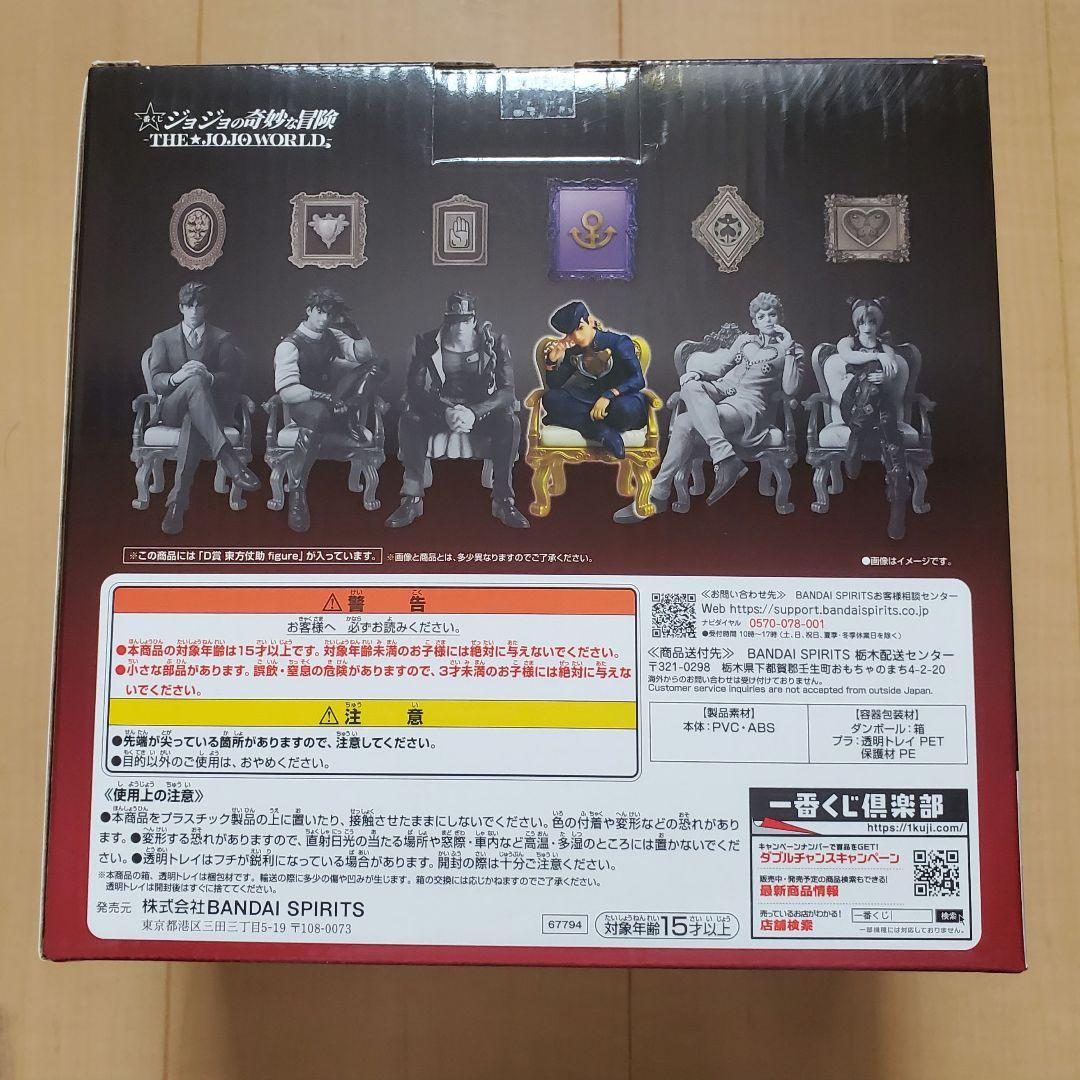 一番くじ ジョジョの奇妙な冒険
-THE★JOJO WORLD-
※この商品には「D賞 東方仗助 figure」が入っています。 ※画像と商品とは、多少異なりますのでご了承ください。
●画像はイメージです。
警告
お客様へ 必ずお読みください。
●本商品の対象年齢は15才以上です。対象年齢未満のお子様には絶対に与えないでください。
●小さな部品があります。誤飲・窒息の危険がありますので、3才未満のお子様には絶対に与えな
いでください。
注意
●先端が尖っている箇所がありますので、注意してください。
●目的以外のご使用は、おやめください。
≪お問い合わせ先≫ BANDAI SPIRITSお客様相談センター
Web https://support.bandaispirits.co.jp
ナビダイヤル 0570-078-001
●受付時間 10時〜17時(土、日、祝日、夏季・冬季休業日を除く)
≪商品送付先≫ BANDAI SPIRITS 栃木配送センター
〒321-0298 栃木県下都賀郡壬生町おもちゃのまち4-2-20
海外からのお問い合わせは受け付けておりません。
Customer service inquiries are not accepted from outside Japan.
【製品素材】
本体:PVC・ABS
【容器包装材】
ダンボール:箱
プラ:透明トレイ PET
保護材 PE
《使用上の注意》
●本商品をプラスチック製品の上に置いたり、接触させたままにしないでください。色の付着や変形などの恐れがあり
ます。●変形する恐れがありますので、直射日光の当たる場所や窓際・車内など高温・多湿のところには置かないでくだ
さい。●透明トレイはフチが鋭利になっている場合があります。開封の際は十分ご注意ください。
※本商品の箱、透明トレイは梱包材です。輸送の際に多少の傷や凹みが生じます。箱の交換には応じかねますのでご了承ください。
透明トレイは開封後はすぐに捨ててください。
発売元 株式会社BANDAI SPIRITS
東京都港区三田三丁目5-19 〒108-0073
67794
対象年齢15才以上
一番くじ倶楽部
https://1kuji.com/
キャンペーンナンバーで賞品をGET!
ダブルチャンスキャンペーン
販売中・発売予定の商品検索もできる!
最新商品情報
売っているお店がわかる!
店舗検索
一番くじ 検索
一部機種には対応しておりません。